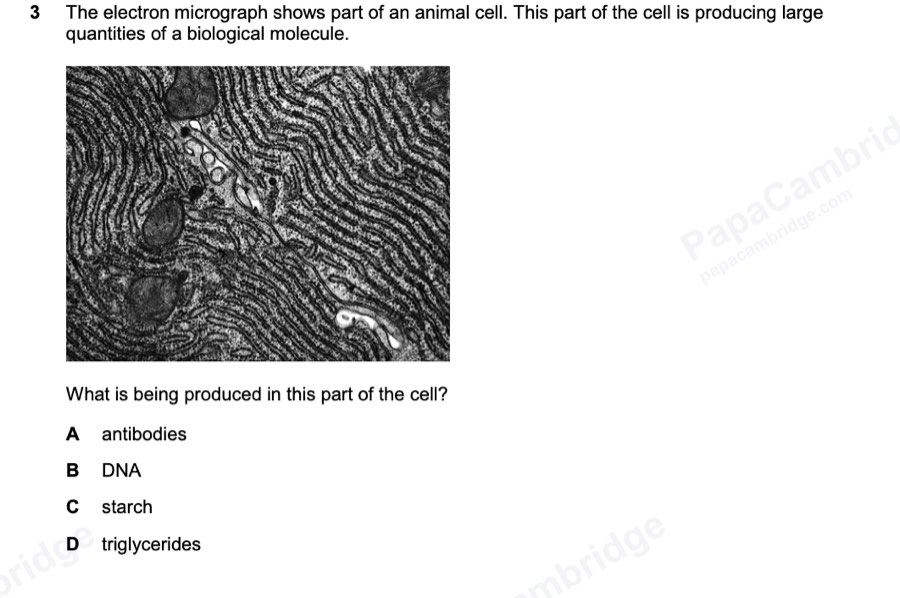 3 The electron micrograph shows part of an animal cell. This part of the cell is producing large
quantities of a biological molecule.
PapaCambrid
papacambridge.com
What is being produced in this part of the cell?
A antibodies
B DNA
C starch
D triglycerides
bridge
mbridge